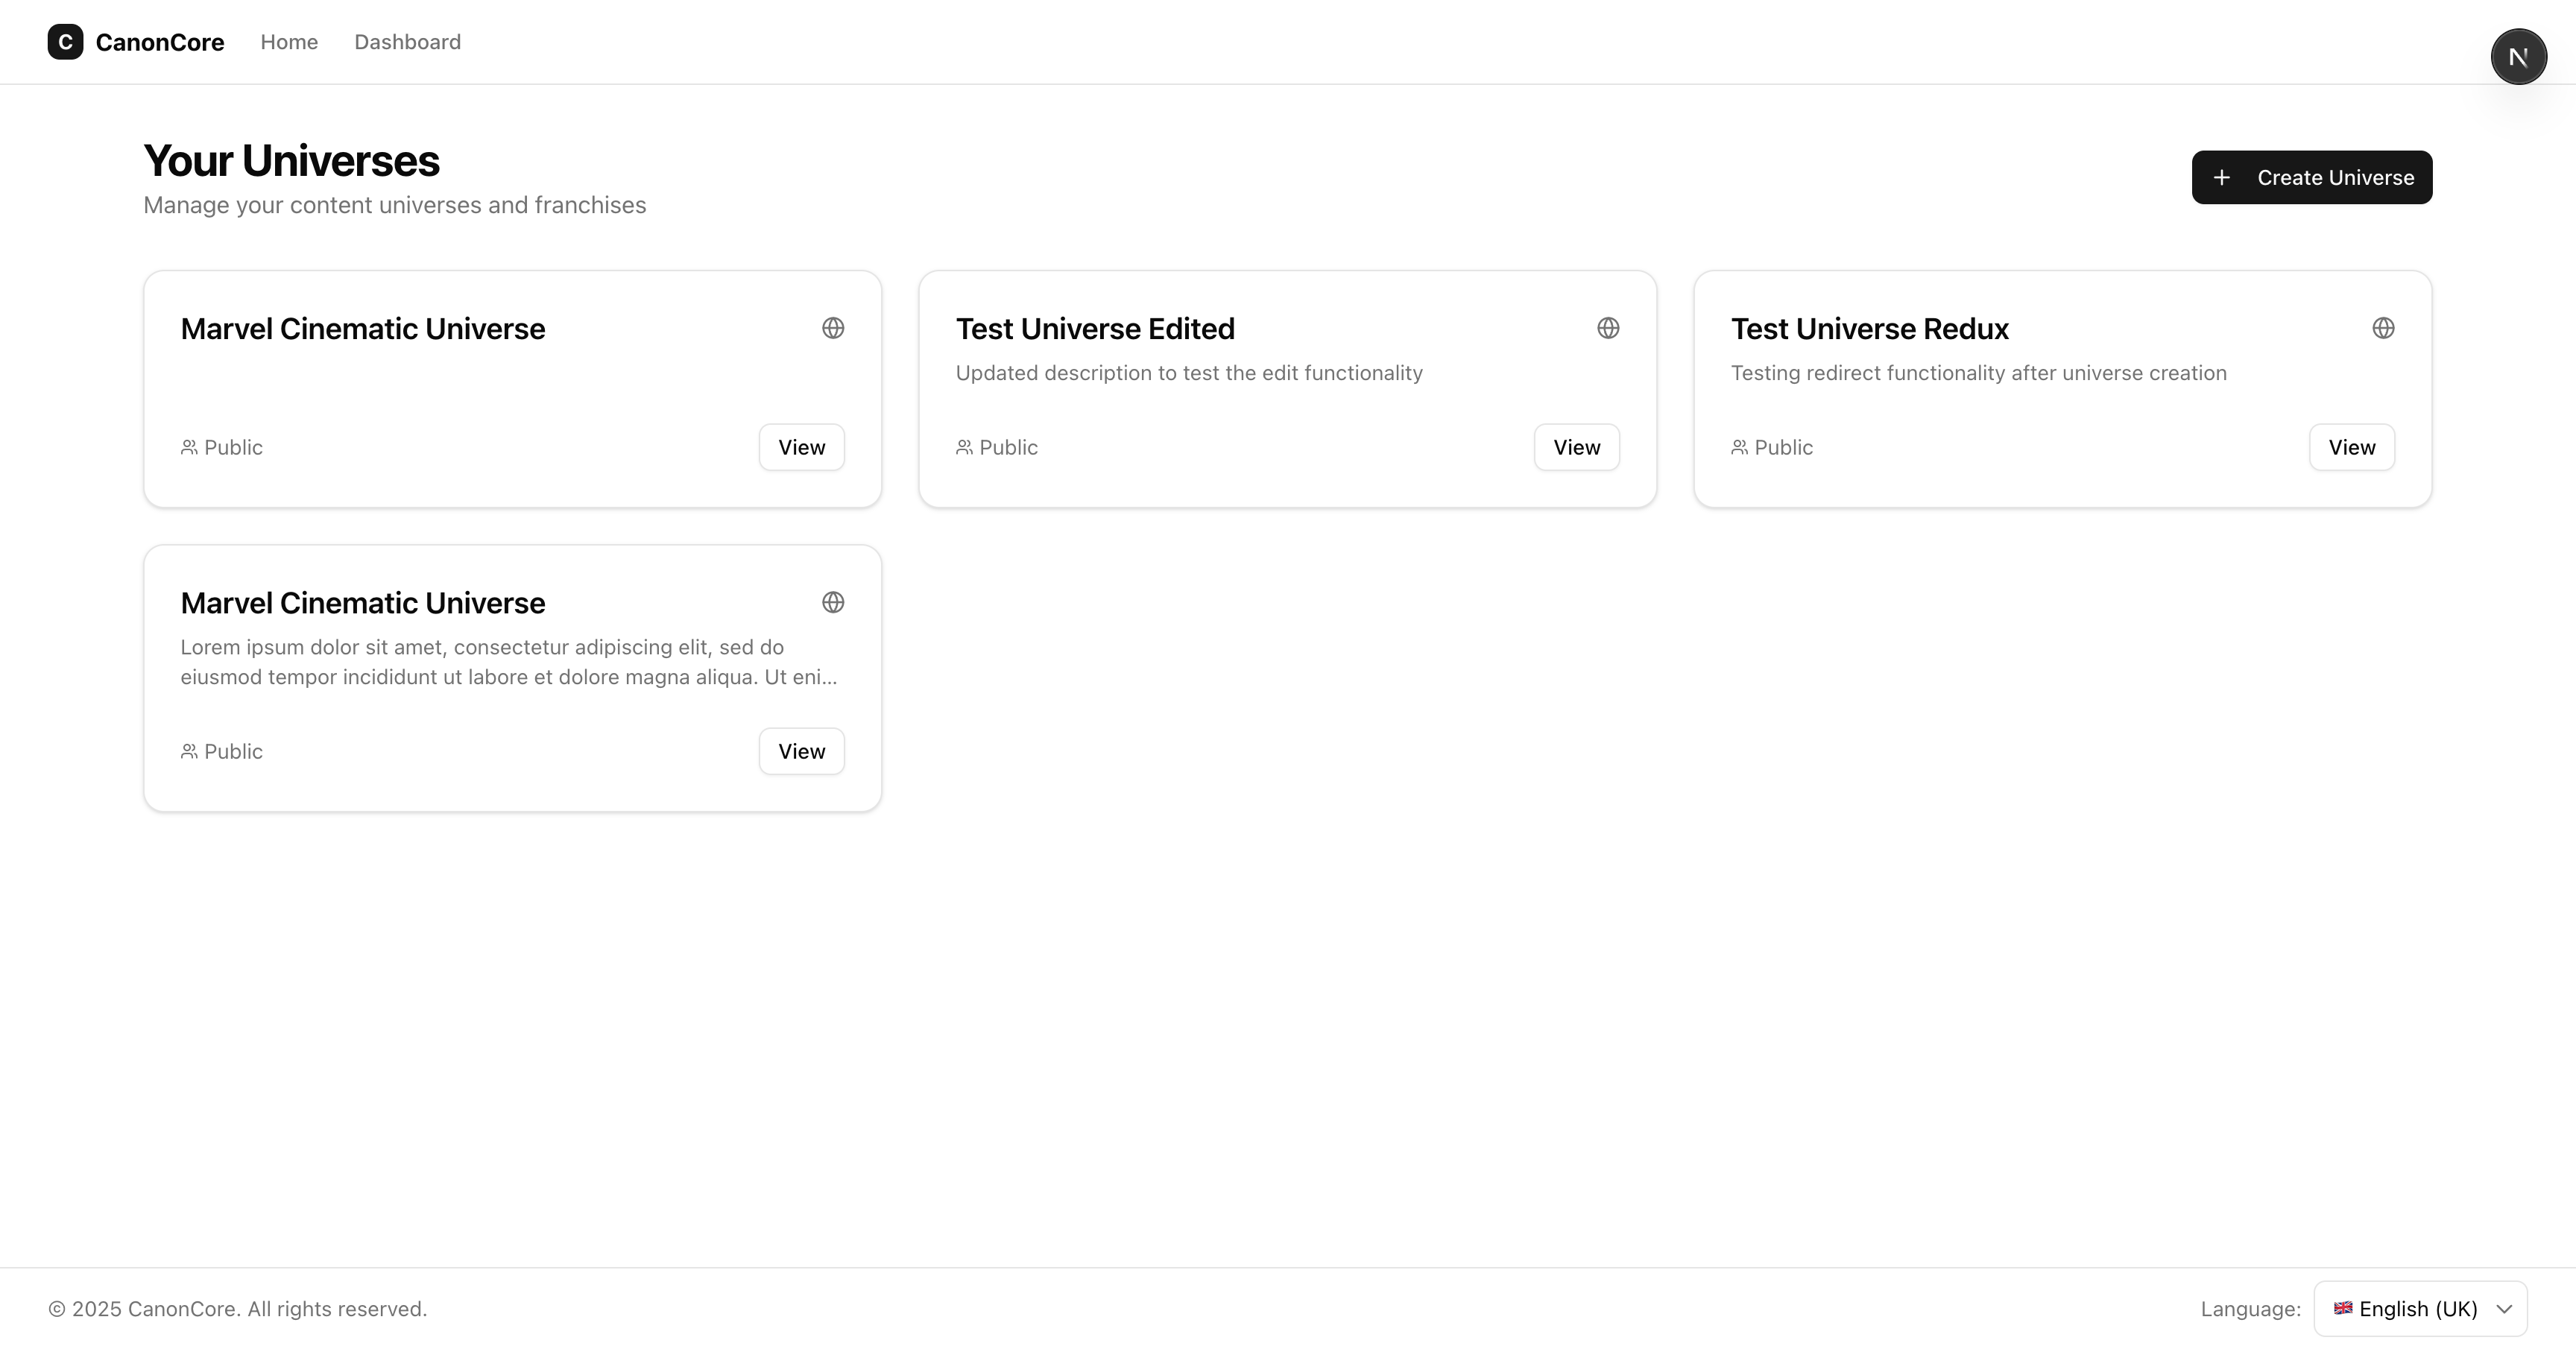 C CanonCore Home Dashboard
N
Your Universes
Manage your content universes and franchises
+ Create Universe
Marvel Cinematic Universe
Public View
Test Universe Edited
Updated description to test the edit functionality
Public View
Test Universe Redux
Testing redirect functionality after universe creation
Public View
Marvel Cinematic Universe
Lorem ipsum dolor sit amet, consectetur adipiscing elit, sed do
eiusmod tempor incididunt ut labore et dolore magna aliqua. Ut eni...
Public View
© 2025 CanonCore. All rights reserved.
Language: 🇬🇧 English (UK)